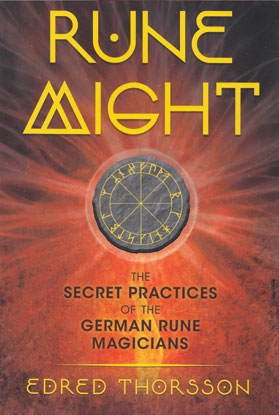 RUNE
MIGHT
THE
SECRET PRACTICES
OF THE
GERMAN RUNE
MAGICIANS
EDRED THORSSON